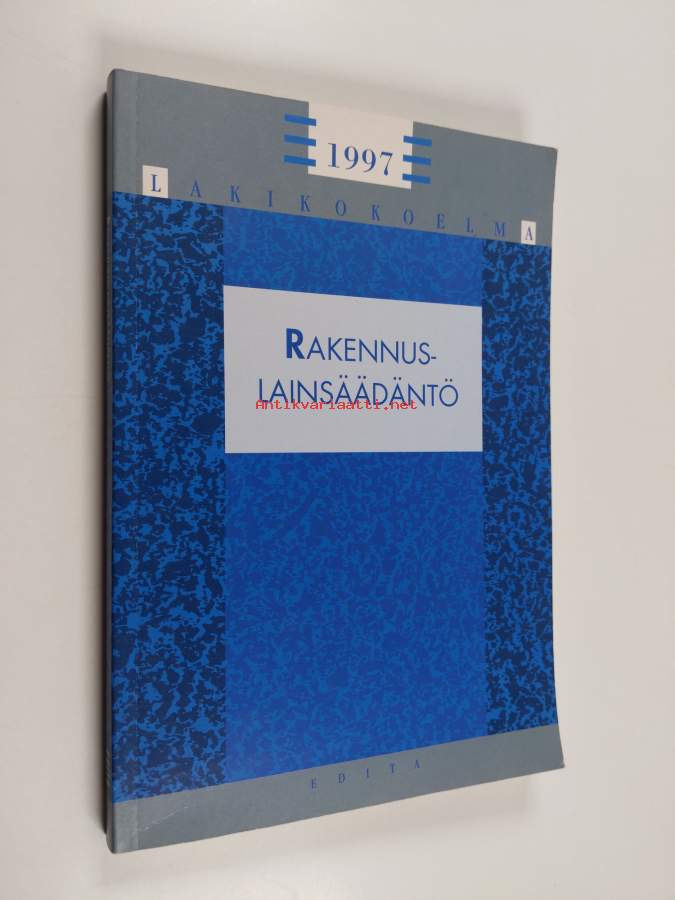 1997
LAKIKOKOELMA
RAKENNUS-
LAINSÄÄDÄNTÖ
Antikvariaatti.net
EDITA